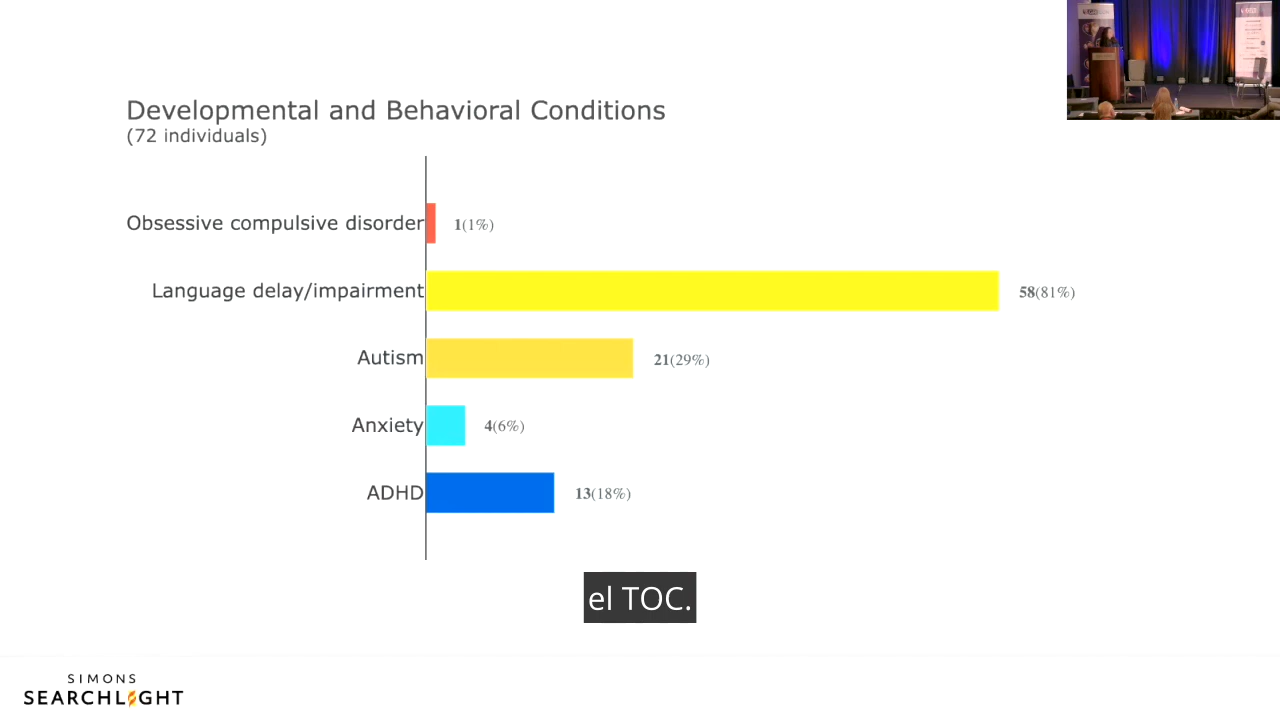 Developmental and Behavioral Conditions
(72 individuals)
Obsessive compulsive disorder 1(1%)
Language delay/impairment 58(81%)
Autism 21(29%)
Anxiety 4(6%)
ADHD 13(18%)
el TOC.
SIMONS
SEARCHLIGHT